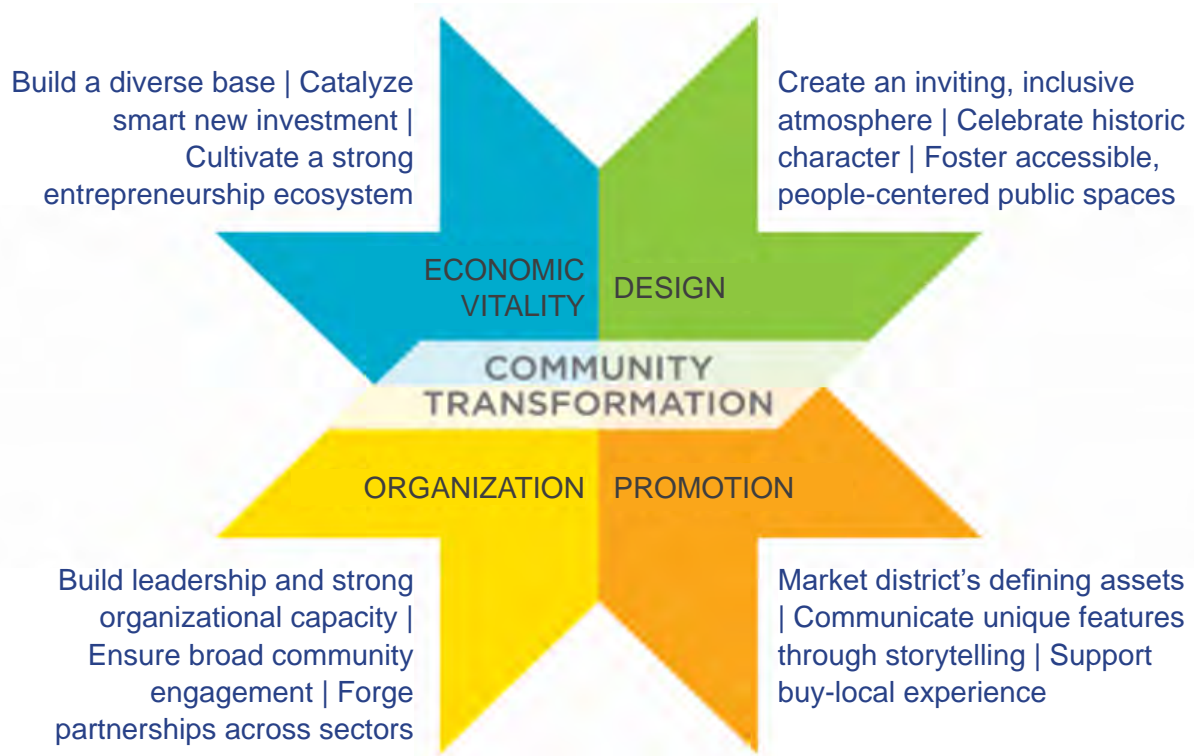 Build a diverse base | Catalyze
smart new investment |
Cultivate a strong
entrepreneurship ecosystem
Create an inviting, inclusive
atmosphere | Celebrate historic
character | Foster accessible,
people-centered public spaces
ECONOMIC
VITALITY
DESIGN
COMMUNITY
TRANSFORMATION
ORGANIZATION
PROMOTION
Build leadership and strong
organizational capacity |
Ensure broad community
engagement | Forge
partnerships across sectors
Market district’s defining assets
| Communicate unique features
through storytelling | Support
buy-local experience